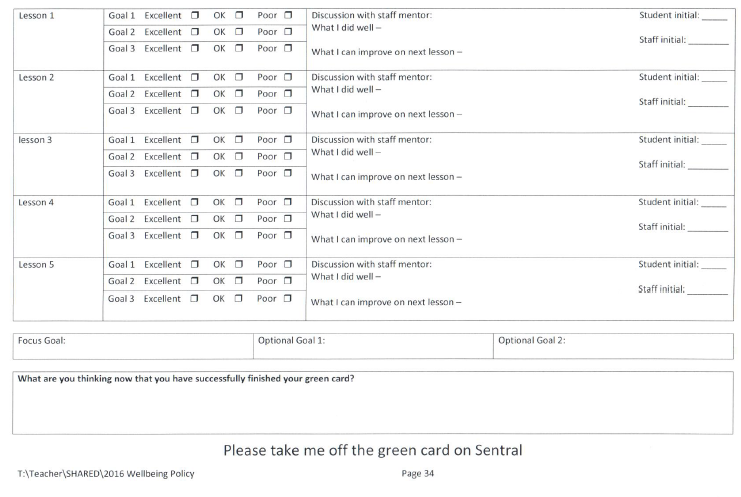 Lesson 1 Goal 1 Excellent ❒ OK ❒ Poor ❒ Discussion with staff mentor: Student initial: _____
Goal 2 Excellent ❒ OK ❒ Poor ❒ What I did well –
Staff initial: ________
Goal 3 Excellent ❒ OK ❒ Poor ❒ What I can improve on next lesson –
Lesson 2 Goal 1 Excellent ❒ OK ❒ Poor ❒ Discussion with staff mentor: Student initial: _____
Goal 2 Excellent ❒ OK ❒ Poor ❒ What I did well –
Staff initial: ________
Goal 3 Excellent ❒ OK ❒ Poor ❒ What I can improve on next lesson –
lesson 3 Goal 1 Excellent ❒ OK ❒ Poor ❒ Discussion with staff mentor: Student initial: _____
Goal 2 Excellent ❒ OK ❒ Poor ❒ What I did well –
Staff initial: ________
Goal 3 Excellent ❒ OK ❒ Poor ❒ What I can improve on next lesson –
Lesson 4 Goal 1 Excellent ❒ OK ❒ Poor ❒ Discussion with staff mentor: Student initial: _____
Goal 2 Excellent ❒ OK ❒ Poor ❒ What I did well –
Staff initial: ________
Goal 3 Excellent ❒ OK ❒ Poor ❒ What I can improve on next lesson –
Lesson 5 Goal 1 Excellent ❒ OK ❒ Poor ❒ Discussion with staff mentor: Student initial: _____
Goal 2 Excellent ❒ OK ❒ Poor ❒ What I did well –
Staff initial: ________
Goal 3 Excellent ❒ OK ❒ Poor ❒ What I can improve on next lesson –
Focus Goal: Optional Goal 1: Optional Goal 2:
What are you thinking now that you have successfully finished your green card?
Please take me off the green card on Sentral
T:\Teacher\SHARED\2016 Wellbeing Policy Page 34